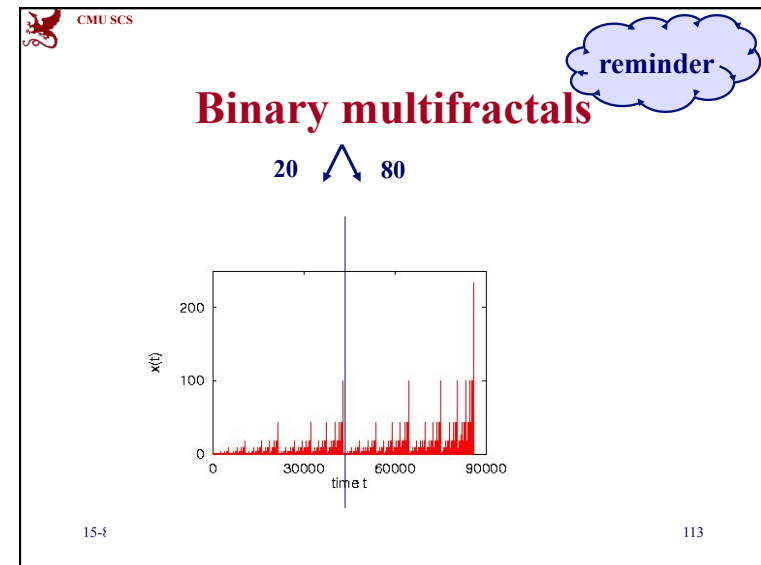 CMU SCS
reminder
Binary multifractals
20 80
200
100
0
x(t)
0 30000 60000 90000
time t
113